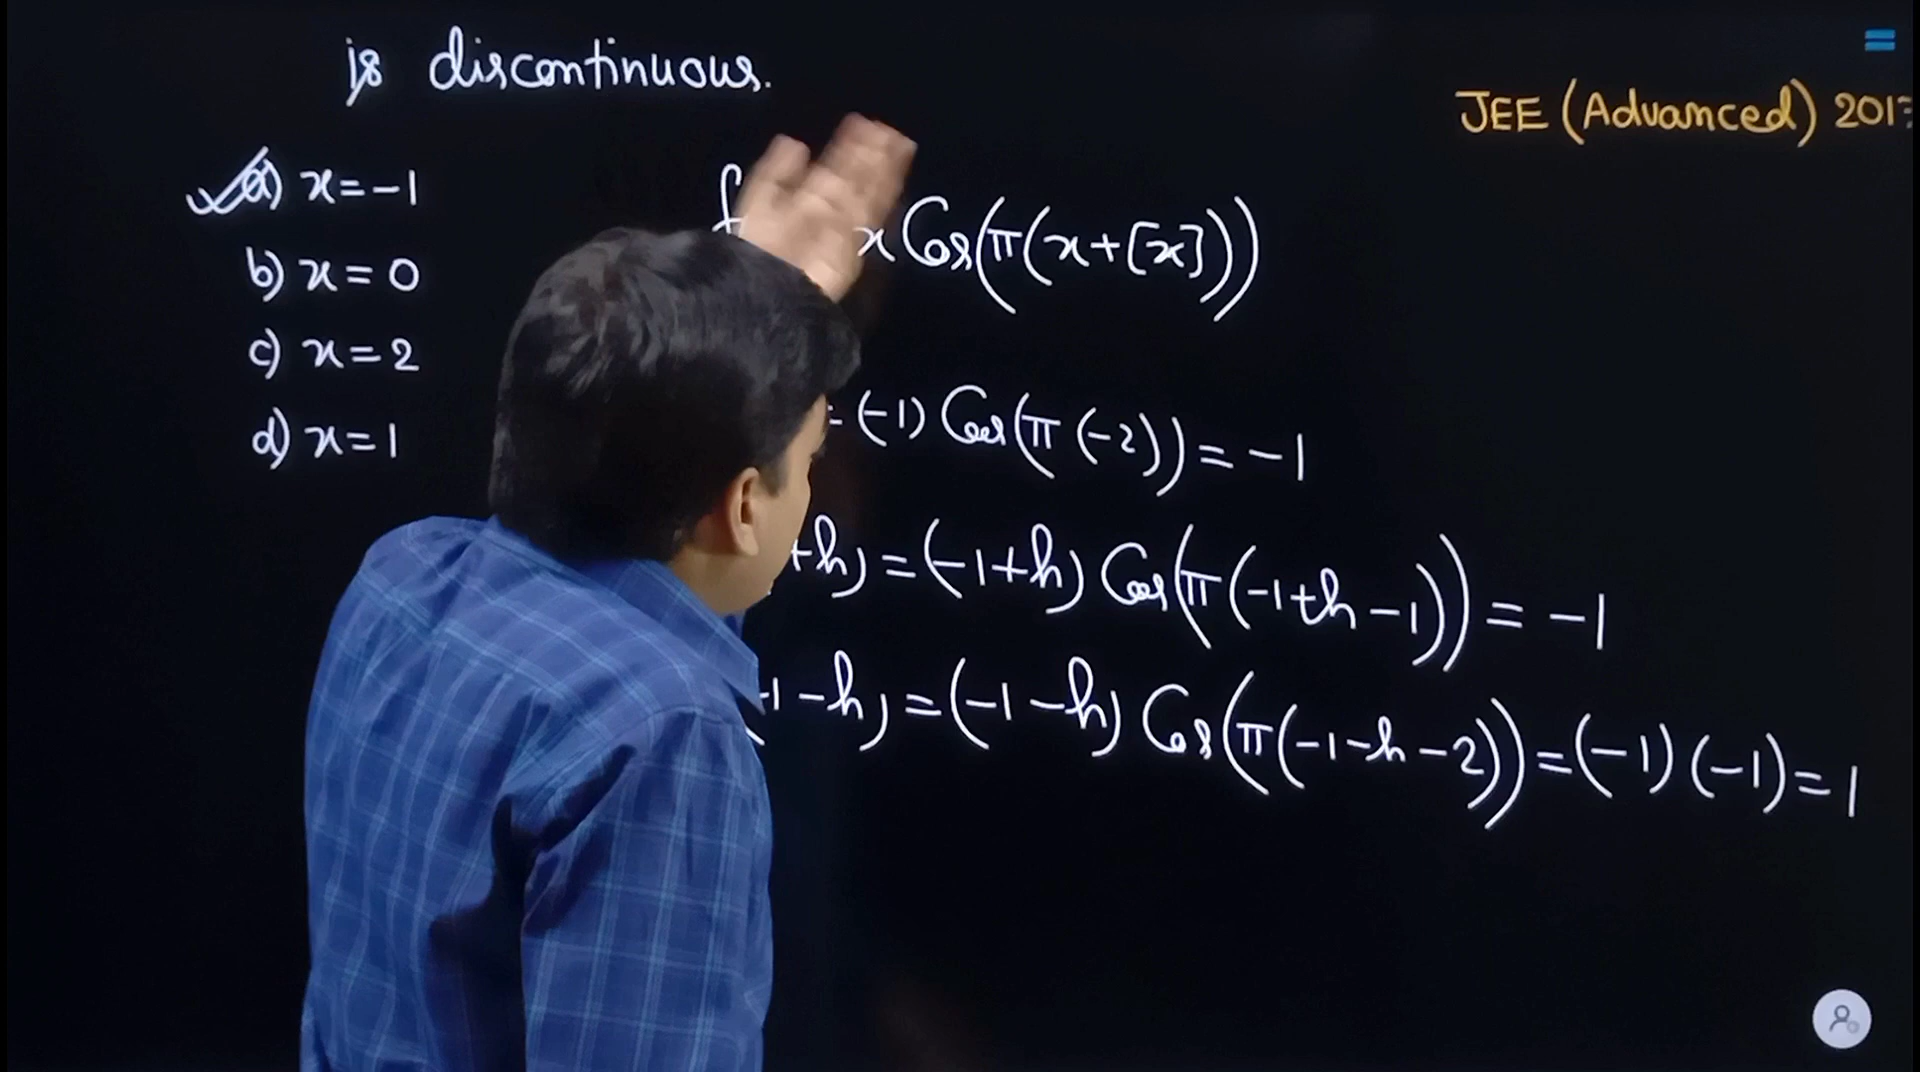 is discontinuous.
JEE (Advanced) 201
a) x = -1
b) x = 0
c) x = 2
d) x = 1
f x Cos(π(x+[x]))
= (-1) Cos(π(-2)) = -1
+h) = (-1+h) Cos(π(-1+h-1)) = -1
-1-h) = (-1-h) Cos(π(-1-h-2)) = (-1)(-1) = 1